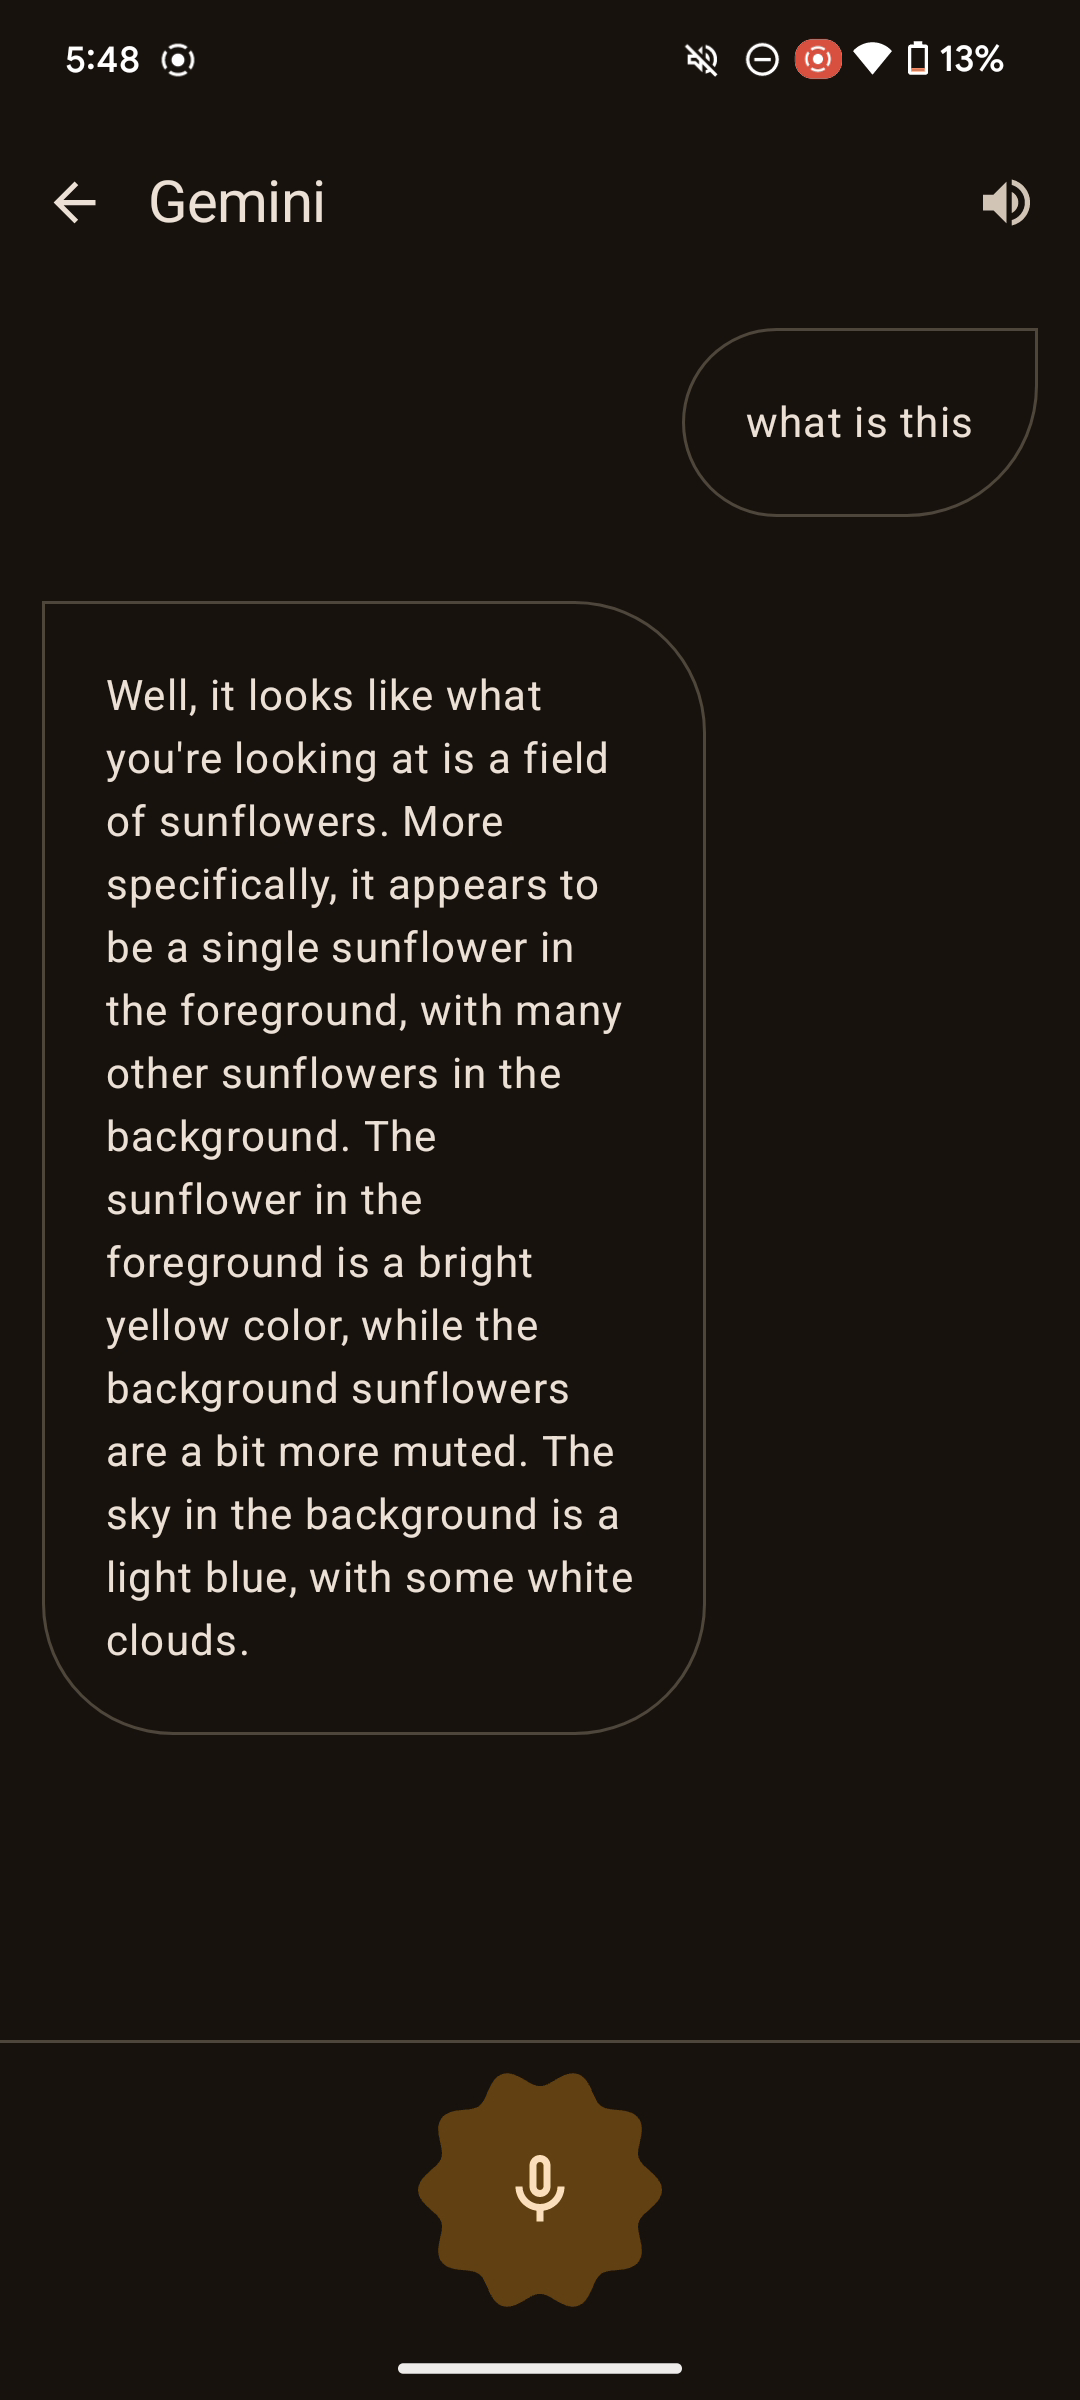 5:48
13%
Gemini
what is this
Well, it looks like what
you're looking at is a field
of sunflowers. More
specifically, it appears to
be a single sunflower in
the foreground, with many
other sunflowers in the
background. The
sunflower in the
foreground is a bright
yellow color, while the
background sunflowers
are a bit more muted. The
sky in the background is a
light blue, with some white
clouds.